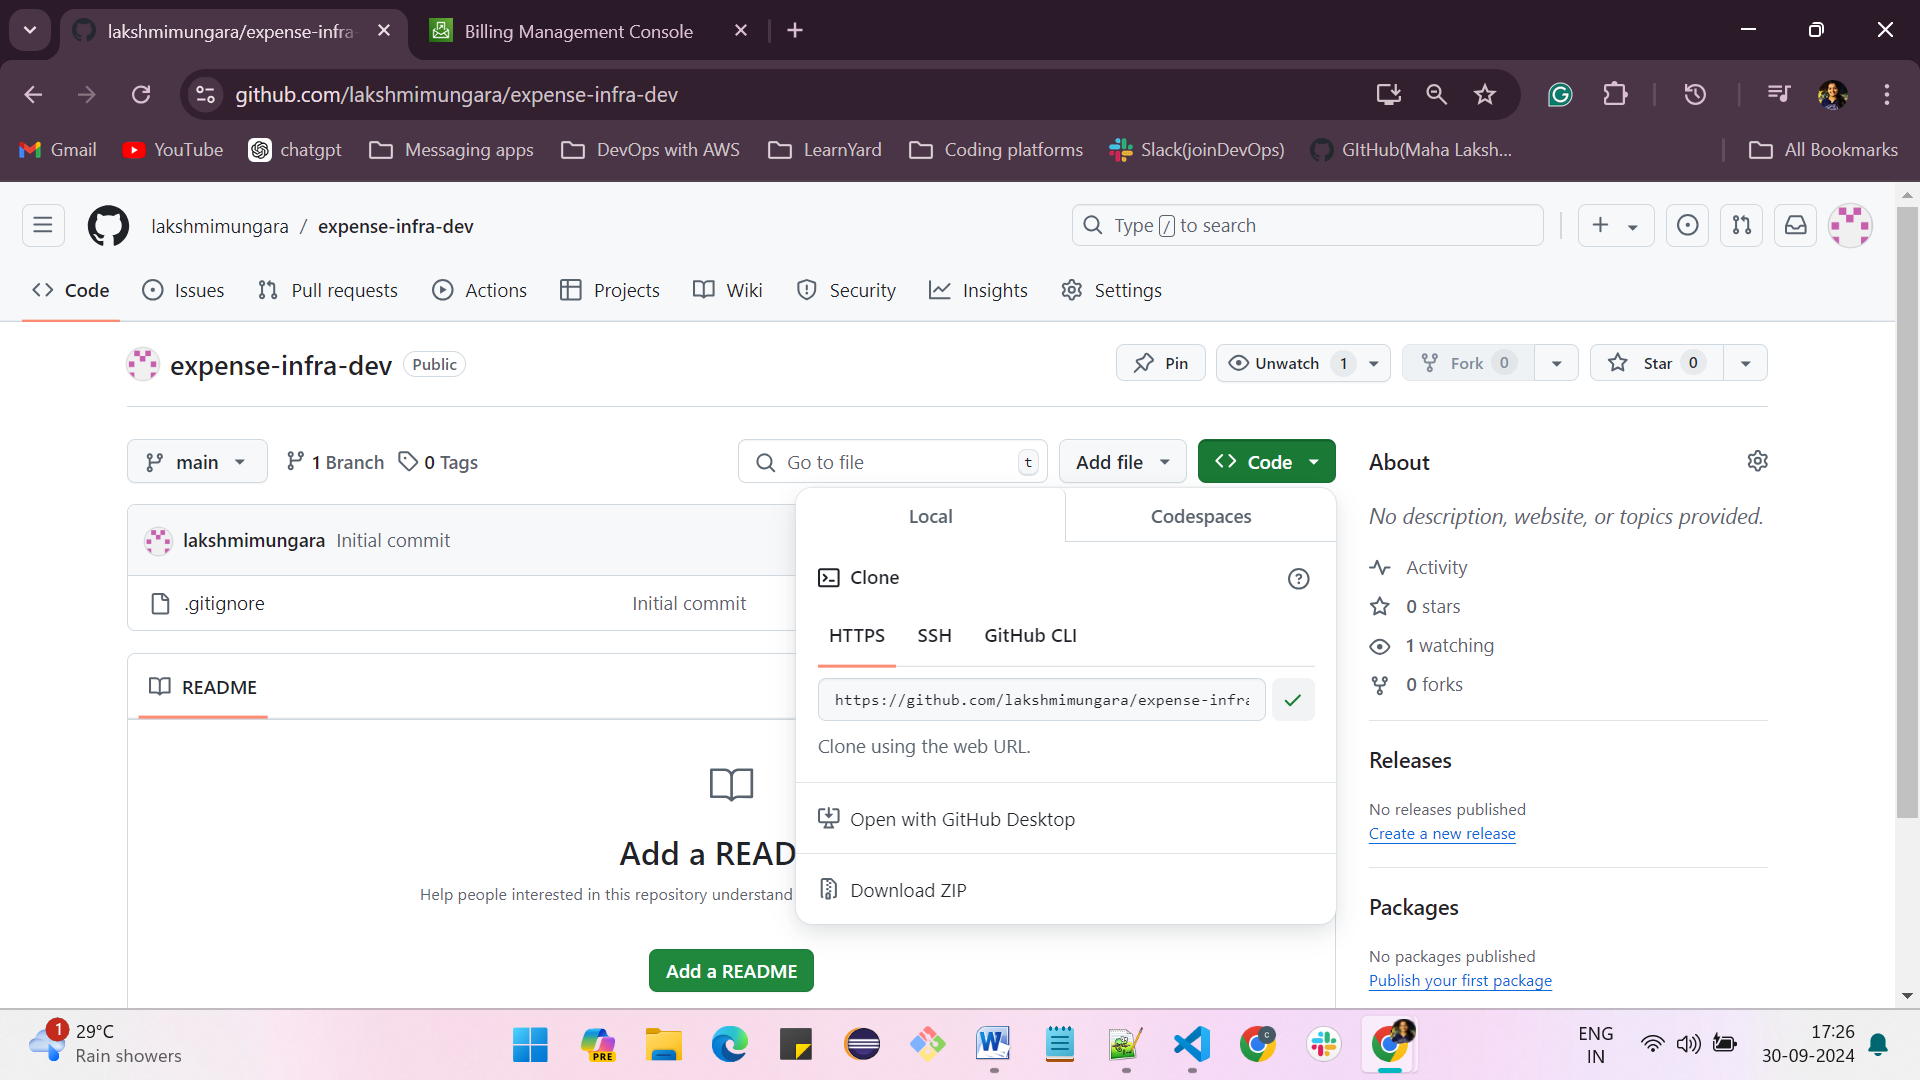 lakshmimungara/expense-infra-
Billing Management Console
github.com/lakshmimungara/expense-infra-dev
Gmail
YouTube
chatgpt
Messaging apps
DevOps with AWS
LearnYard
Coding platforms
Slack(joinDevOps)
GItHub(Maha Laksh...
All Bookmarks
lakshmimungara / expense-infra-dev
Type / to search
Code
Issues
Pull requests
Actions
Projects
Wiki
Security
Insights
Settings
expense-infra-dev Public
Pin
Unwatch 1
Fork 0
Star 0
main
1 Branch
0 Tags
Go to file t
Add file
Code
About
Local
Codespaces
No description, website, or topics provided.
lakshmimungara Initial commit
Activity
Clone
.gitignore
Initial commit
0 stars
HTTPS
SSH
GitHub CLI
1 watching
README
0 forks
https://github.com/lakshmimungara/expense-infra
Clone using the web URL.
Releases
No releases published
Create a new release
Open with GitHub Desktop
Add a READ
Help people interested in this repository understand
Download ZIP
Packages
No packages published
Publish your first package
Add a README
1
29°C
Rain showers
PRE
W
C
ENG
IN
17:26
30-09-2024